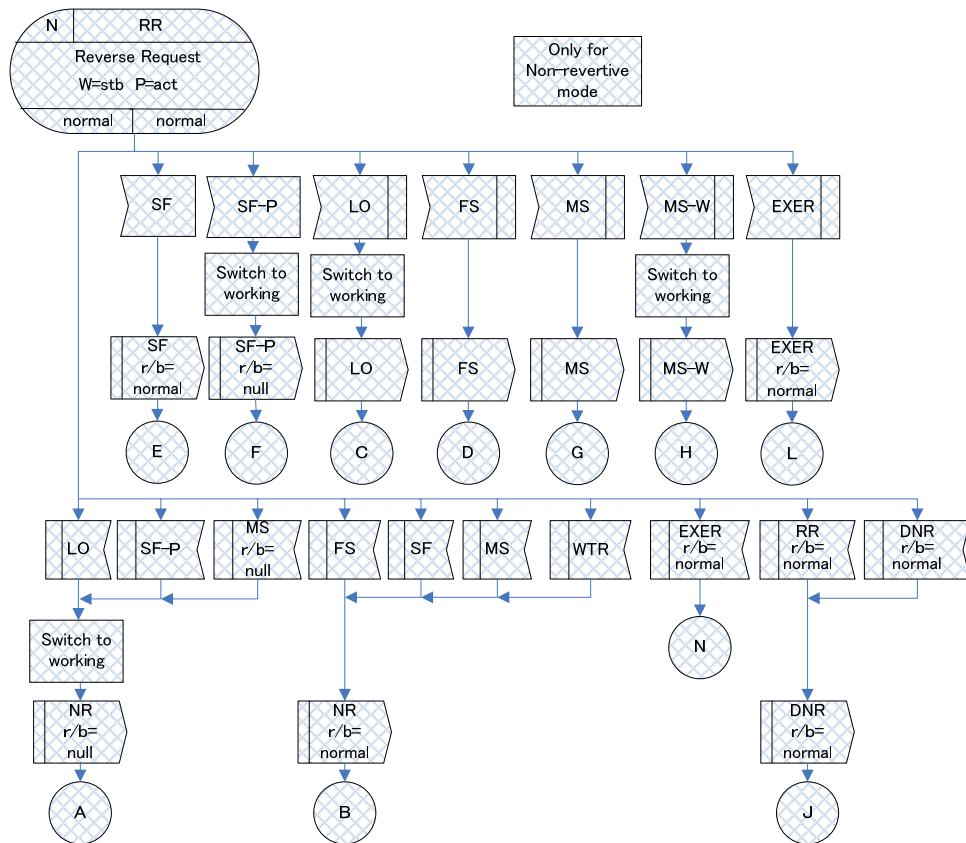 N RR
Reverse Request
W=stb P=act
normal normal
Only for
Non-revertive
mode
SF SF-P LO FS MS MS-W EXER
Switch to
working
Switch to
working
Switch to
working
SF
r/b=
normal
SF-P
r/b=
null
LO
FS
MS
MS-W
EXER
r/b=
normal
E F C D G H L
LO
SF-P
MS
r/b=
null
FS
SF
MS
WTR
EXER
r/b=
normal
RR
r/b=
normal
DNR
r/b=
normal
Switch to
working
N
NR
r/b=
null
NR
r/b=
normal
DNR
r/b=
normal
A B J